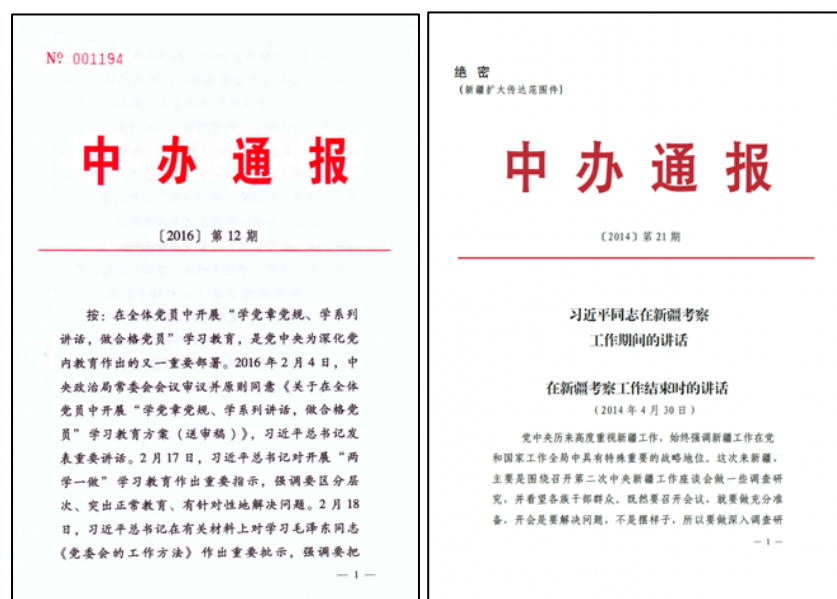 № 001194
中办通报
〔2016〕第 12 期
按：在全体党员中开展“学党章党规、学系列
讲话，做合格党员”学习教育，是党中央为深化党
内教育作出的又一重要部署。2016 年 2 月 4 日，中
央政治局常委会会议审议并原则同意《关于在全体
党员中开展“学党章党规、学系列讲话，做合格党
员”学习教育方案（送审稿）》，习近平总书记发
表重要讲话。2 月 17 日，习近平总书记对开展“两
学一做”学习教育作出重要指示，强调要区分层
次、突出正常教育、有针对性地解决问题。2 月 18
日，习近平总书记在有关材料上对学习毛泽东同志
《党委会的工作方法》作出重要批示，强调要把
— 1 —
绝 密
（新疆扩大传达范围件）
中办通报
〔2014〕第 21 期
习近平同志在新疆考察
工作期间的讲话
在新疆考察工作结束时的讲话
（2014 年 4 月 30 日）
党中央历来高度重视新疆工作，始终强调新疆工作在党
和国家工作全局中具有特殊重要的战略地位。这次来新疆，
主要是围绕召开第二次中央新疆工作座谈会做一些调查研
究，并看望各族干部群众。既然要召开会议，就要做充分准
备，开会是要解决问题，不是摆样子，所以要做深入调查研
— 1 —